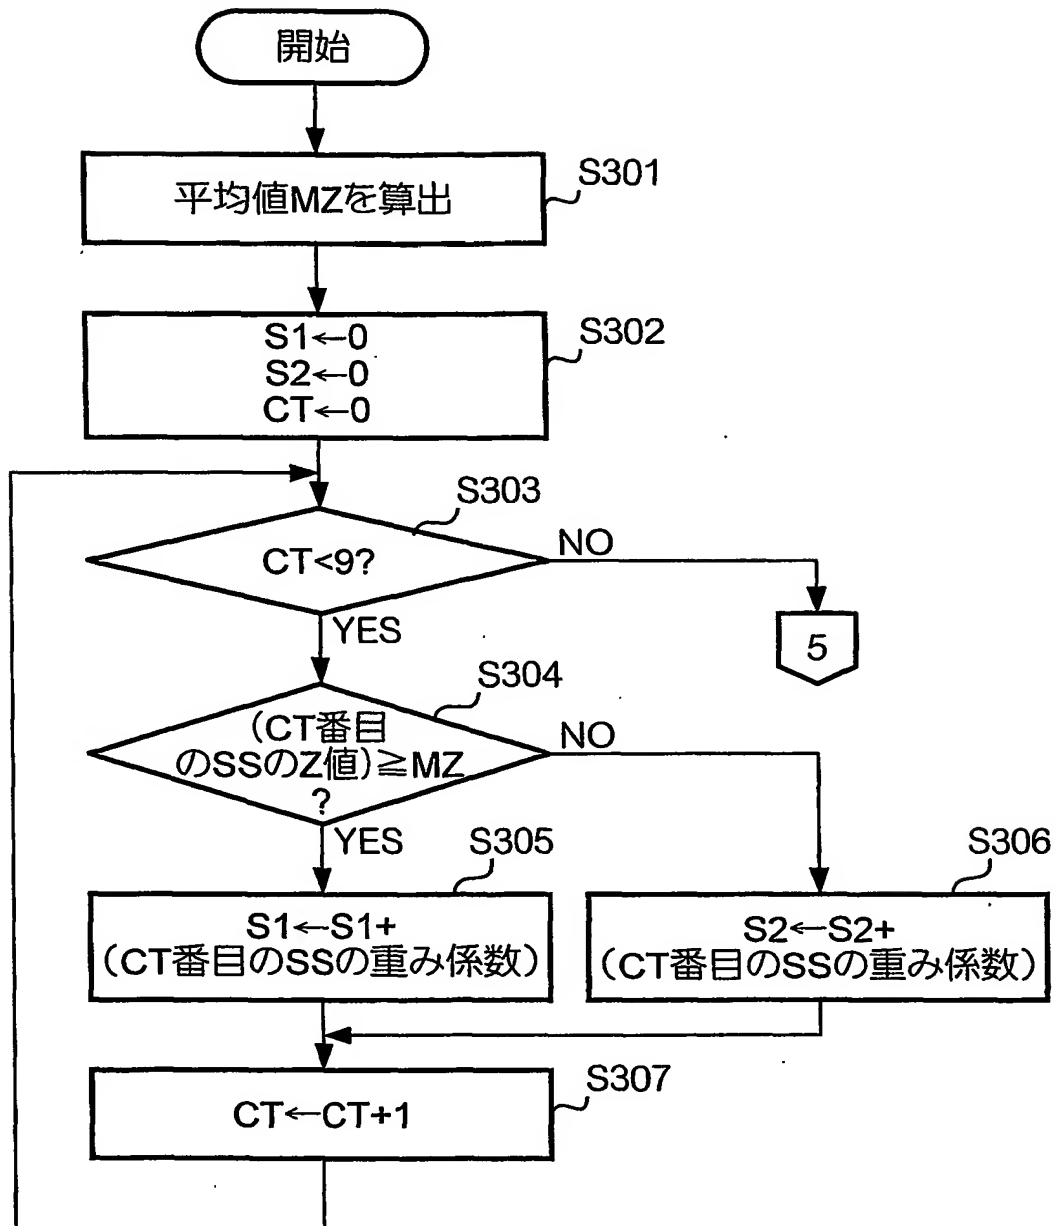 開始
S301
平均値MZを算出
S302
S1←0
S2←0
CT←0
S303
CT<9?
NO
YES
5
S304
(CT番目
のSSのZ値)≧MZ
?
NO
YES
S305
S1←S1+
(CT番目のSSの重み係数)
S306
S2←S2+
(CT番目のSSの重み係数)
S307
CT←CT+1